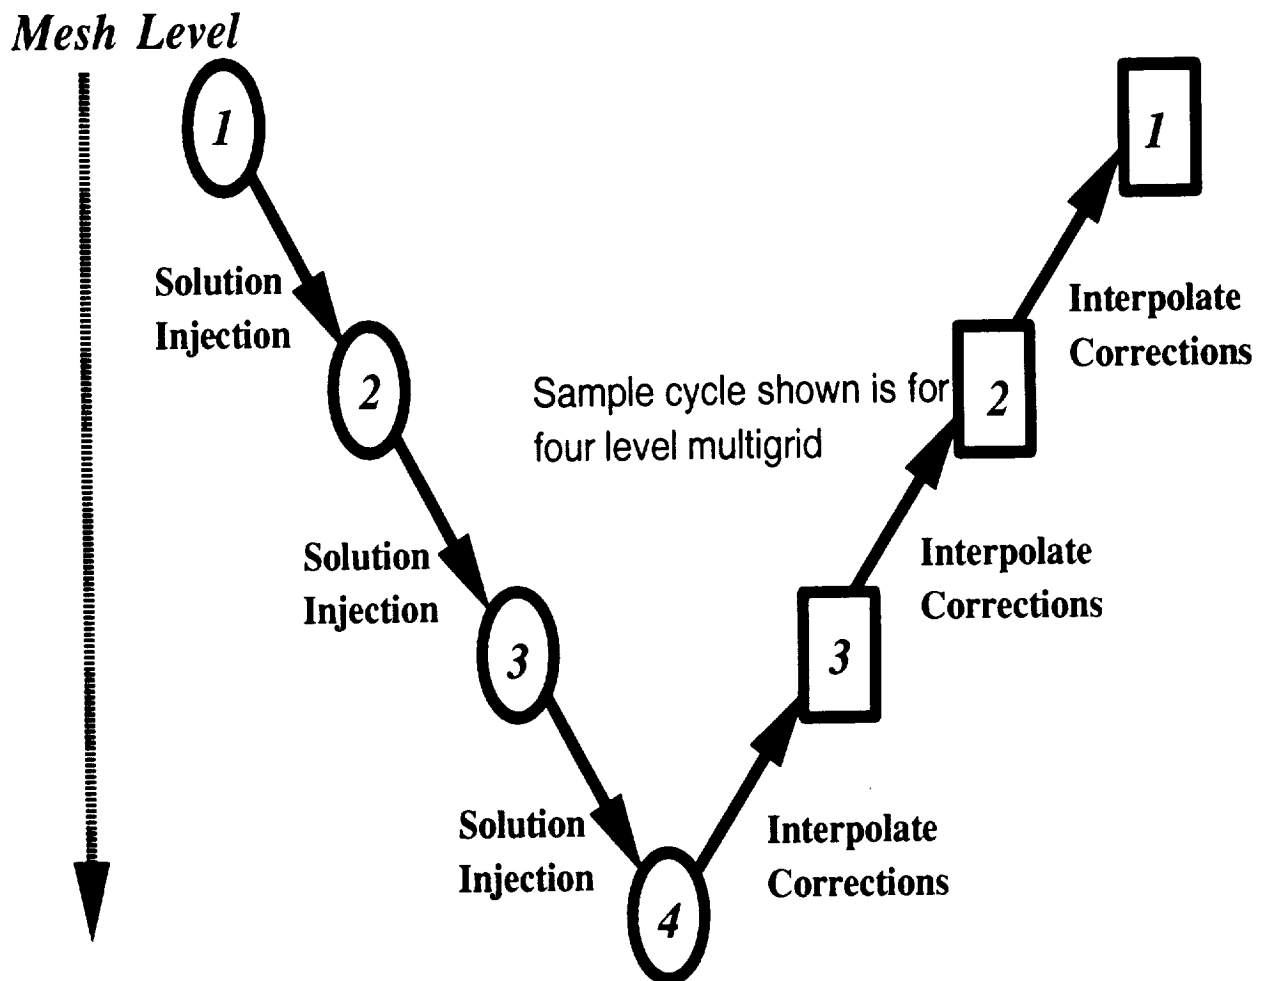 Mesh Level
1
1
Solution
Injection
Interpolate
Corrections
2
Sample cycle shown is for
four level multigrid
2
Solution
Injection
Interpolate
Corrections
3
3
Solution
Injection
Interpolate
Corrections
4